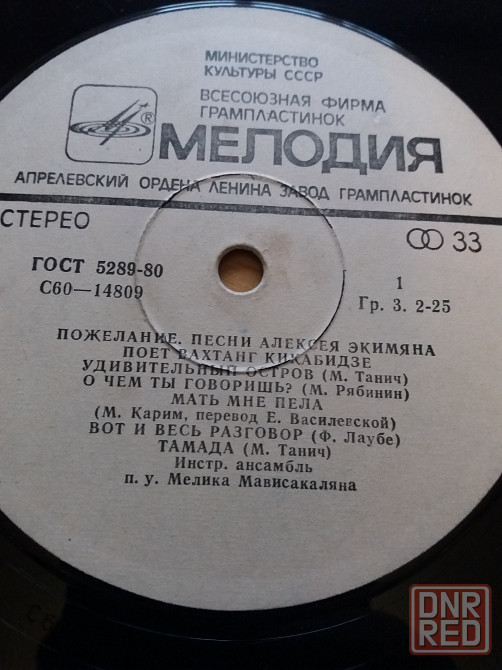 МИНИСТЕРСТВО
КУЛЬТУРЫ СССР
ВСЕСОЮЗНАЯ ФИРМА
ГРАМПЛАСТИНОК
®
МЕЛОДИЯ
АПРЕЛЕВСКИЙ ОРДЕНА ЛЕНИНА ЗАВОД ГРАМПЛАСТИНОК
СТЕРЕО
33
ГОСТ 5289-80
С60—14809
1
Гр. 3. 2-25
ПОЖЕЛАНИЕ. ПЕСНИ АЛЕКСЕЯ ЭКИМЯНА
ПОЕТ ВАХТАНГ КИКАБИДЗЕ
УДИВИТЕЛЬНЫЙ ОСТРОВ (М. Танич)
О ЧЕМ ТЫ ГОВОРИШЬ? (М. Рябинин)
МАТЬ МНЕ ПЕЛА
(М. Карим, перевод Е. Василевской)
ВОТ И ВЕСЬ РАЗГОВОР (Ф. Лаубе)
ТАМАДА (М. Танич)
Инстр. ансамбль
п. у. Мелика Мависакаляна
DNR
RED